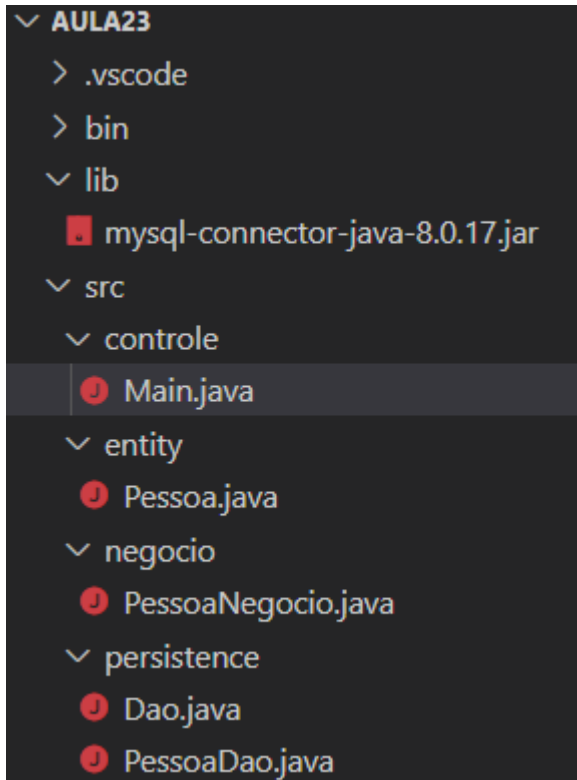 AULA23
.vscode
bin
lib
mysql-connector-java-8.0.17.jar
src
controle
J Main.java
entity
J Pessoa.java
negocio
J PessoaNegocio.java
persistence
J Dao.java
J PessoaDao.java